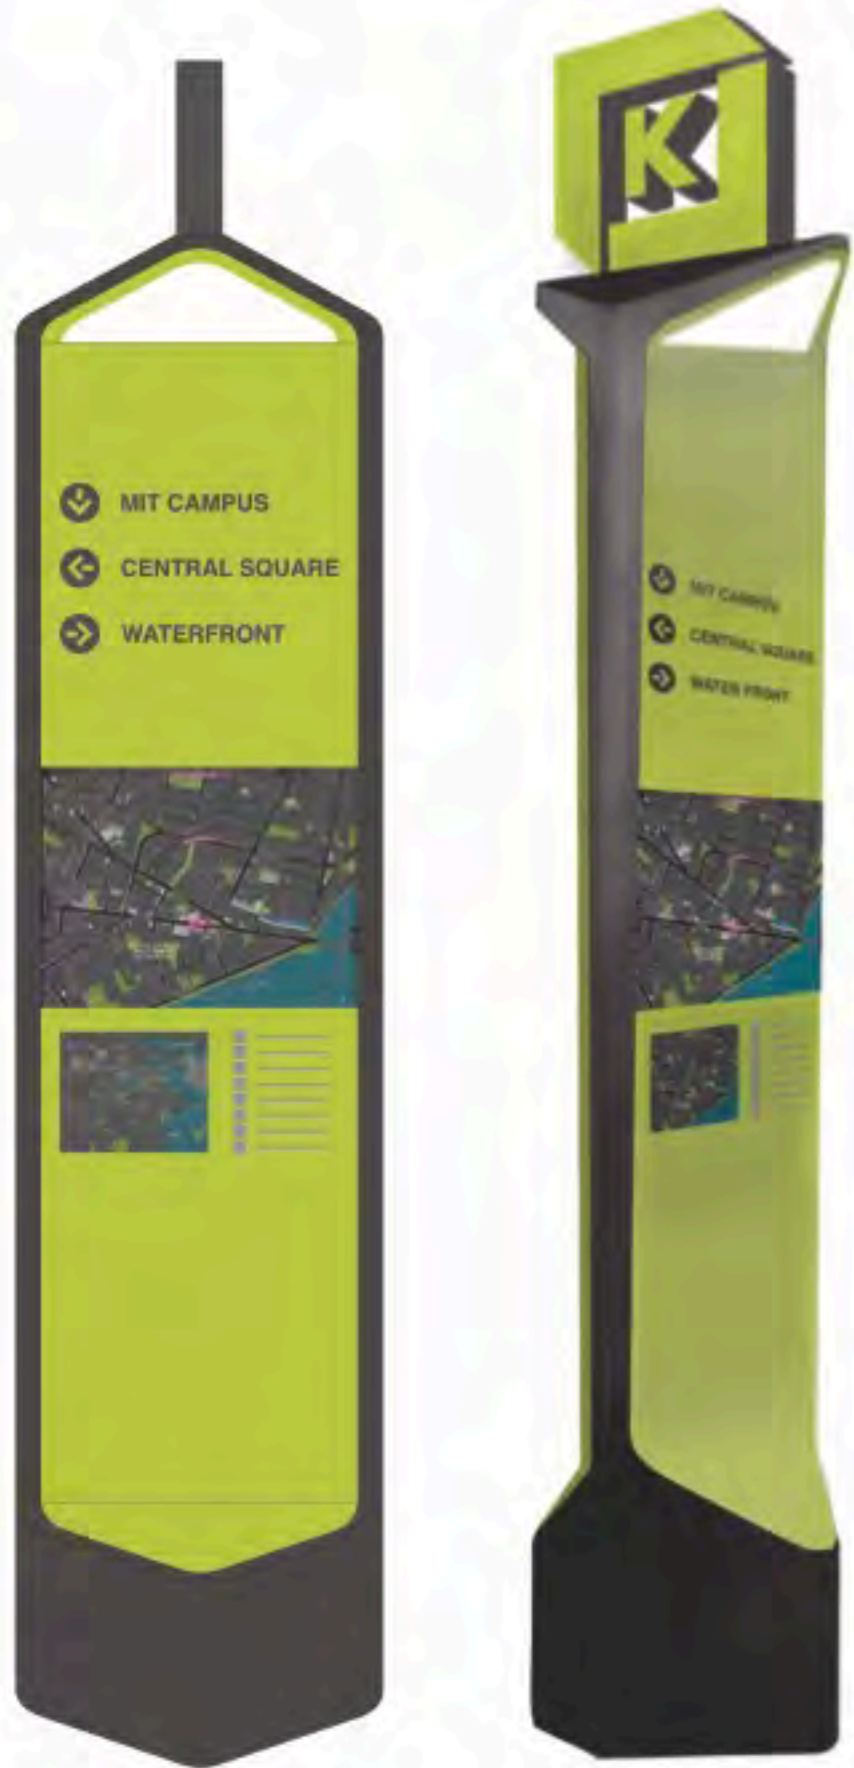 MIT CAMPUS
CENTRAL SQUARE
WATERFRONT
K
MIT CAMPUS
CENTRAL SQUARE
WATER FRONT